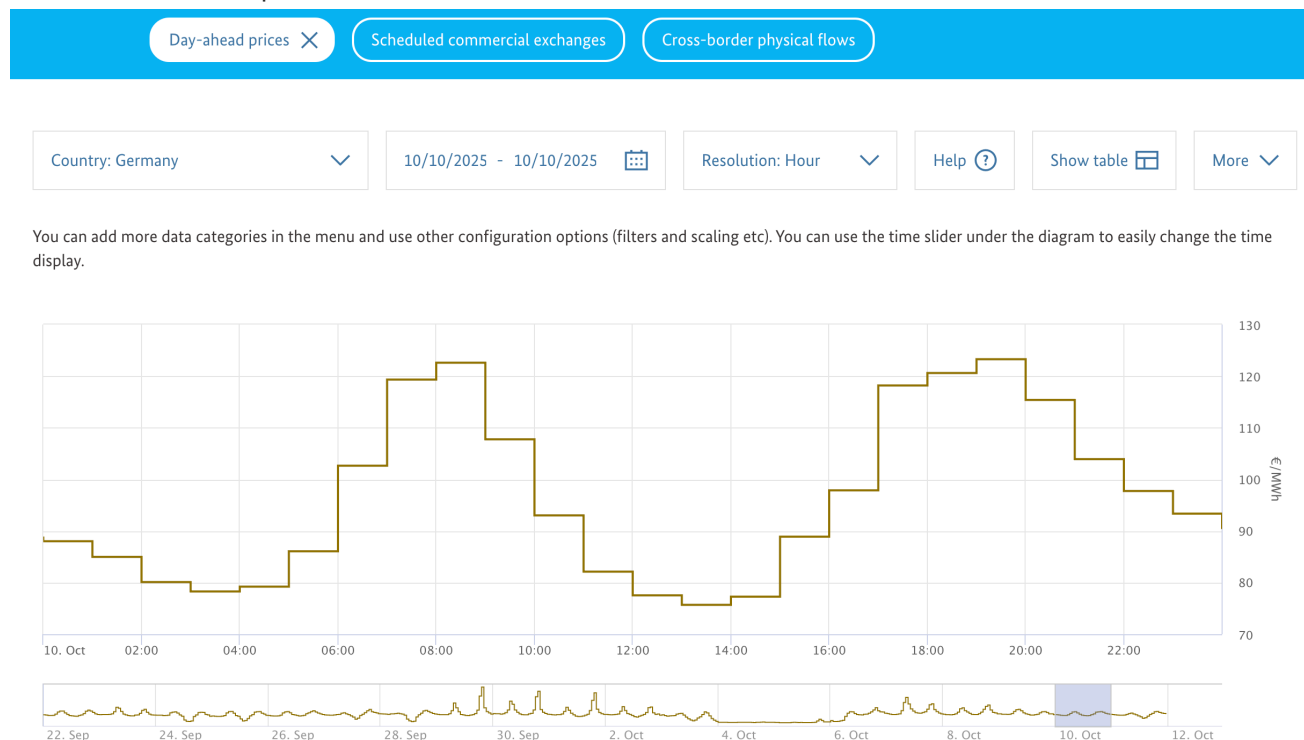 Day-ahead prices
Scheduled commercial exchanges
Cross-border physical flows
Country: Germany
10/10/2025 - 10/10/2025
Resolution: Hour
Help ?
Show table
More
You can add more data categories in the menu and use other configuration options (filters and scaling etc). You can use the time slider under the diagram to easily change the time
display.
130
120
110
100
90
80
70
€/MWh
10. Oct 02:00 04:00 06:00 08:00 10:00 12:00 14:00 16:00 18:00 20:00 22:00
22. Sep 24. Sep 26. Sep 28. Sep 30. Sep 2. Oct 4. Oct 6. Oct 8. Oct 10. Oct 12. Oct